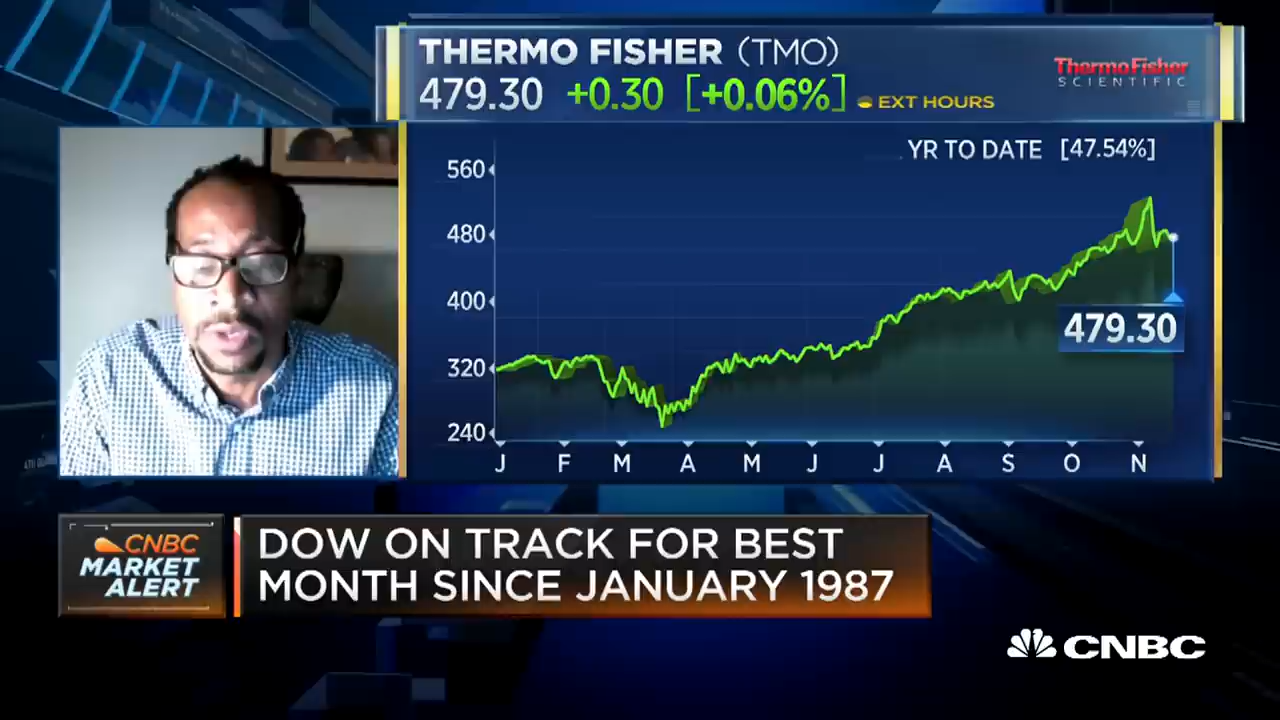 THERMO FISHER (TMO)
479.30 +0.30 [+0.06%] EXT HOURS
ThermoFisher
SCIENTIFIC
YR TO DATE [47.54%]
560
480
400
320
240
479.30
J F M A M J J A S O N
CNBC
MARKET
ALERT
DOW ON TRACK FOR BEST
MONTH SINCE JANUARY 1987
CNBC